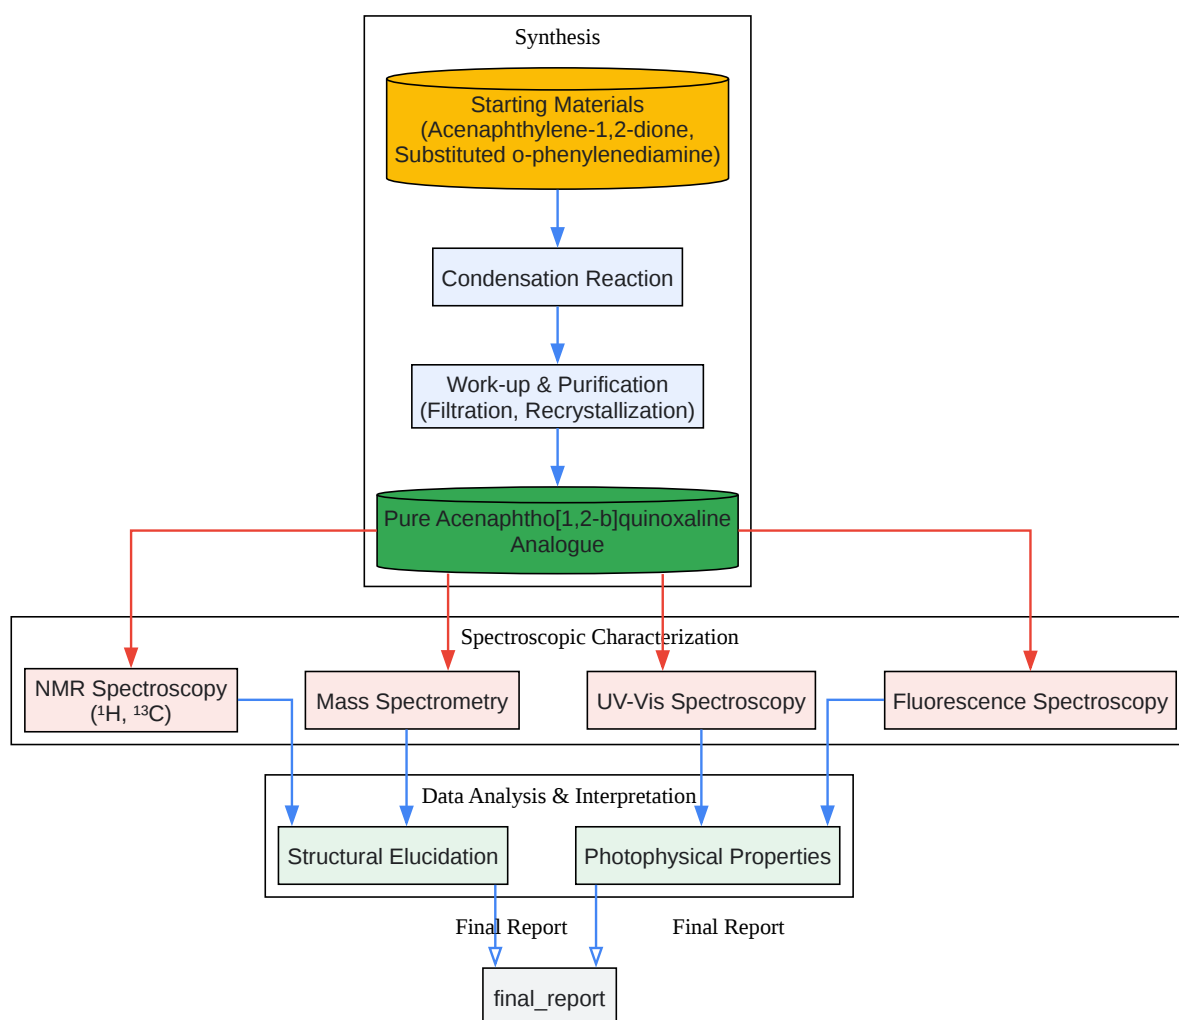 Synthesis
Starting Materials
(Acenaphthylene-1,2-dione,
Substituted o-phenylenediamine)
Condensation Reaction
Work-up & Purification
(Filtration, Recrystallization)
Pure Acenaphtho[1,2-b]quinoxaline
Analogue
Spectroscopic Characterization
NMR Spectroscopy
(¹H, ¹³C)
Mass Spectrometry
UV-Vis Spectroscopy
Fluorescence Spectroscopy
Data Analysis & Interpretation
Structural Elucidation
Photophysical Properties
Final Report
Final Report
final_report